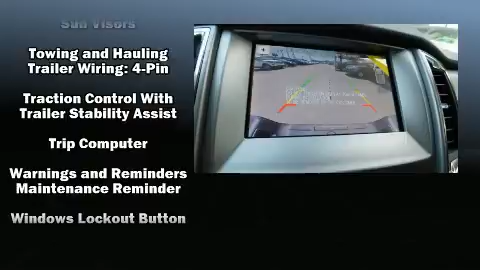 Sun Visors
Towing and Hauling
Trailer Wiring: 4-Pin
Traction Control With
Trailer Stability Assist
Trip Computer
Warnings and Reminders
Maintenance Reminder
Windows Lockout Button